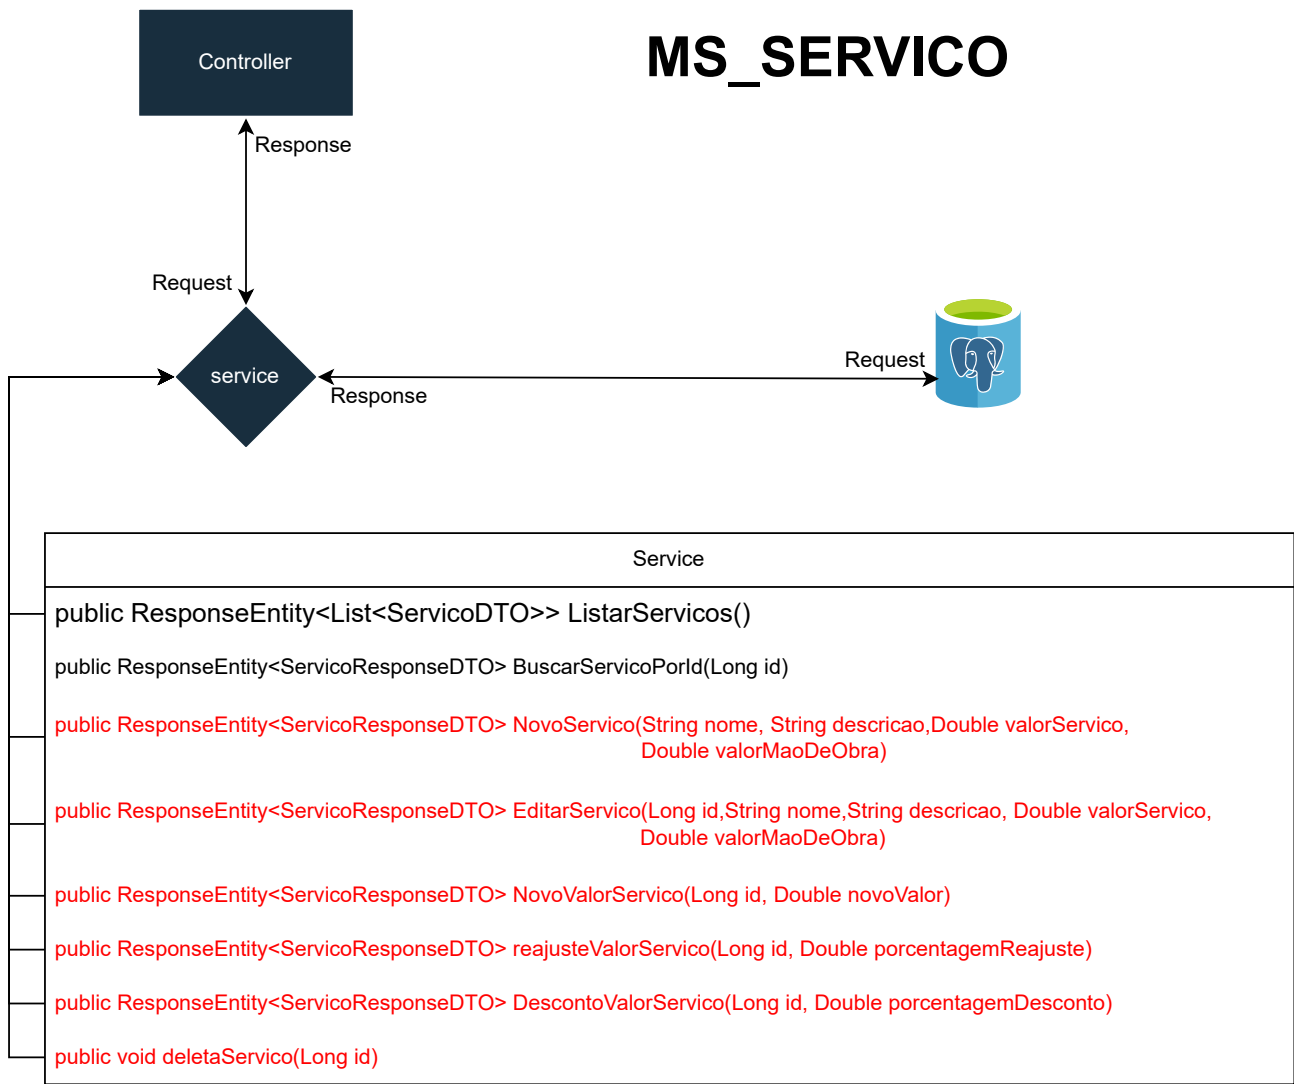 MS_SERVICO
Controller
Response
Request
service
Response
Request
Service
public ResponseEntity<List<ServicoDTO>> ListarServicos()
public ResponseEntity<ServicoResponseDTO> BuscarServicoPorId(Long id)
public ResponseEntity<ServicoResponseDTO> NovoServico(String nome, String descricao,Double valorServico,
Double valorMaoDeObra)
public ResponseEntity<ServicoResponseDTO> EditarServico(Long id,String nome,String descricao, Double valorServico,
Double valorMaoDeObra)
public ResponseEntity<ServicoResponseDTO> NovoValorServico(Long id, Double novoValor)
public ResponseEntity<ServicoResponseDTO> reajusteValorServico(Long id, Double porcentagemReajuste)
public ResponseEntity<ServicoResponseDTO> DescontoValorServico(Long id, Double porcentagemDesconto)
public void deletaServico(Long id)